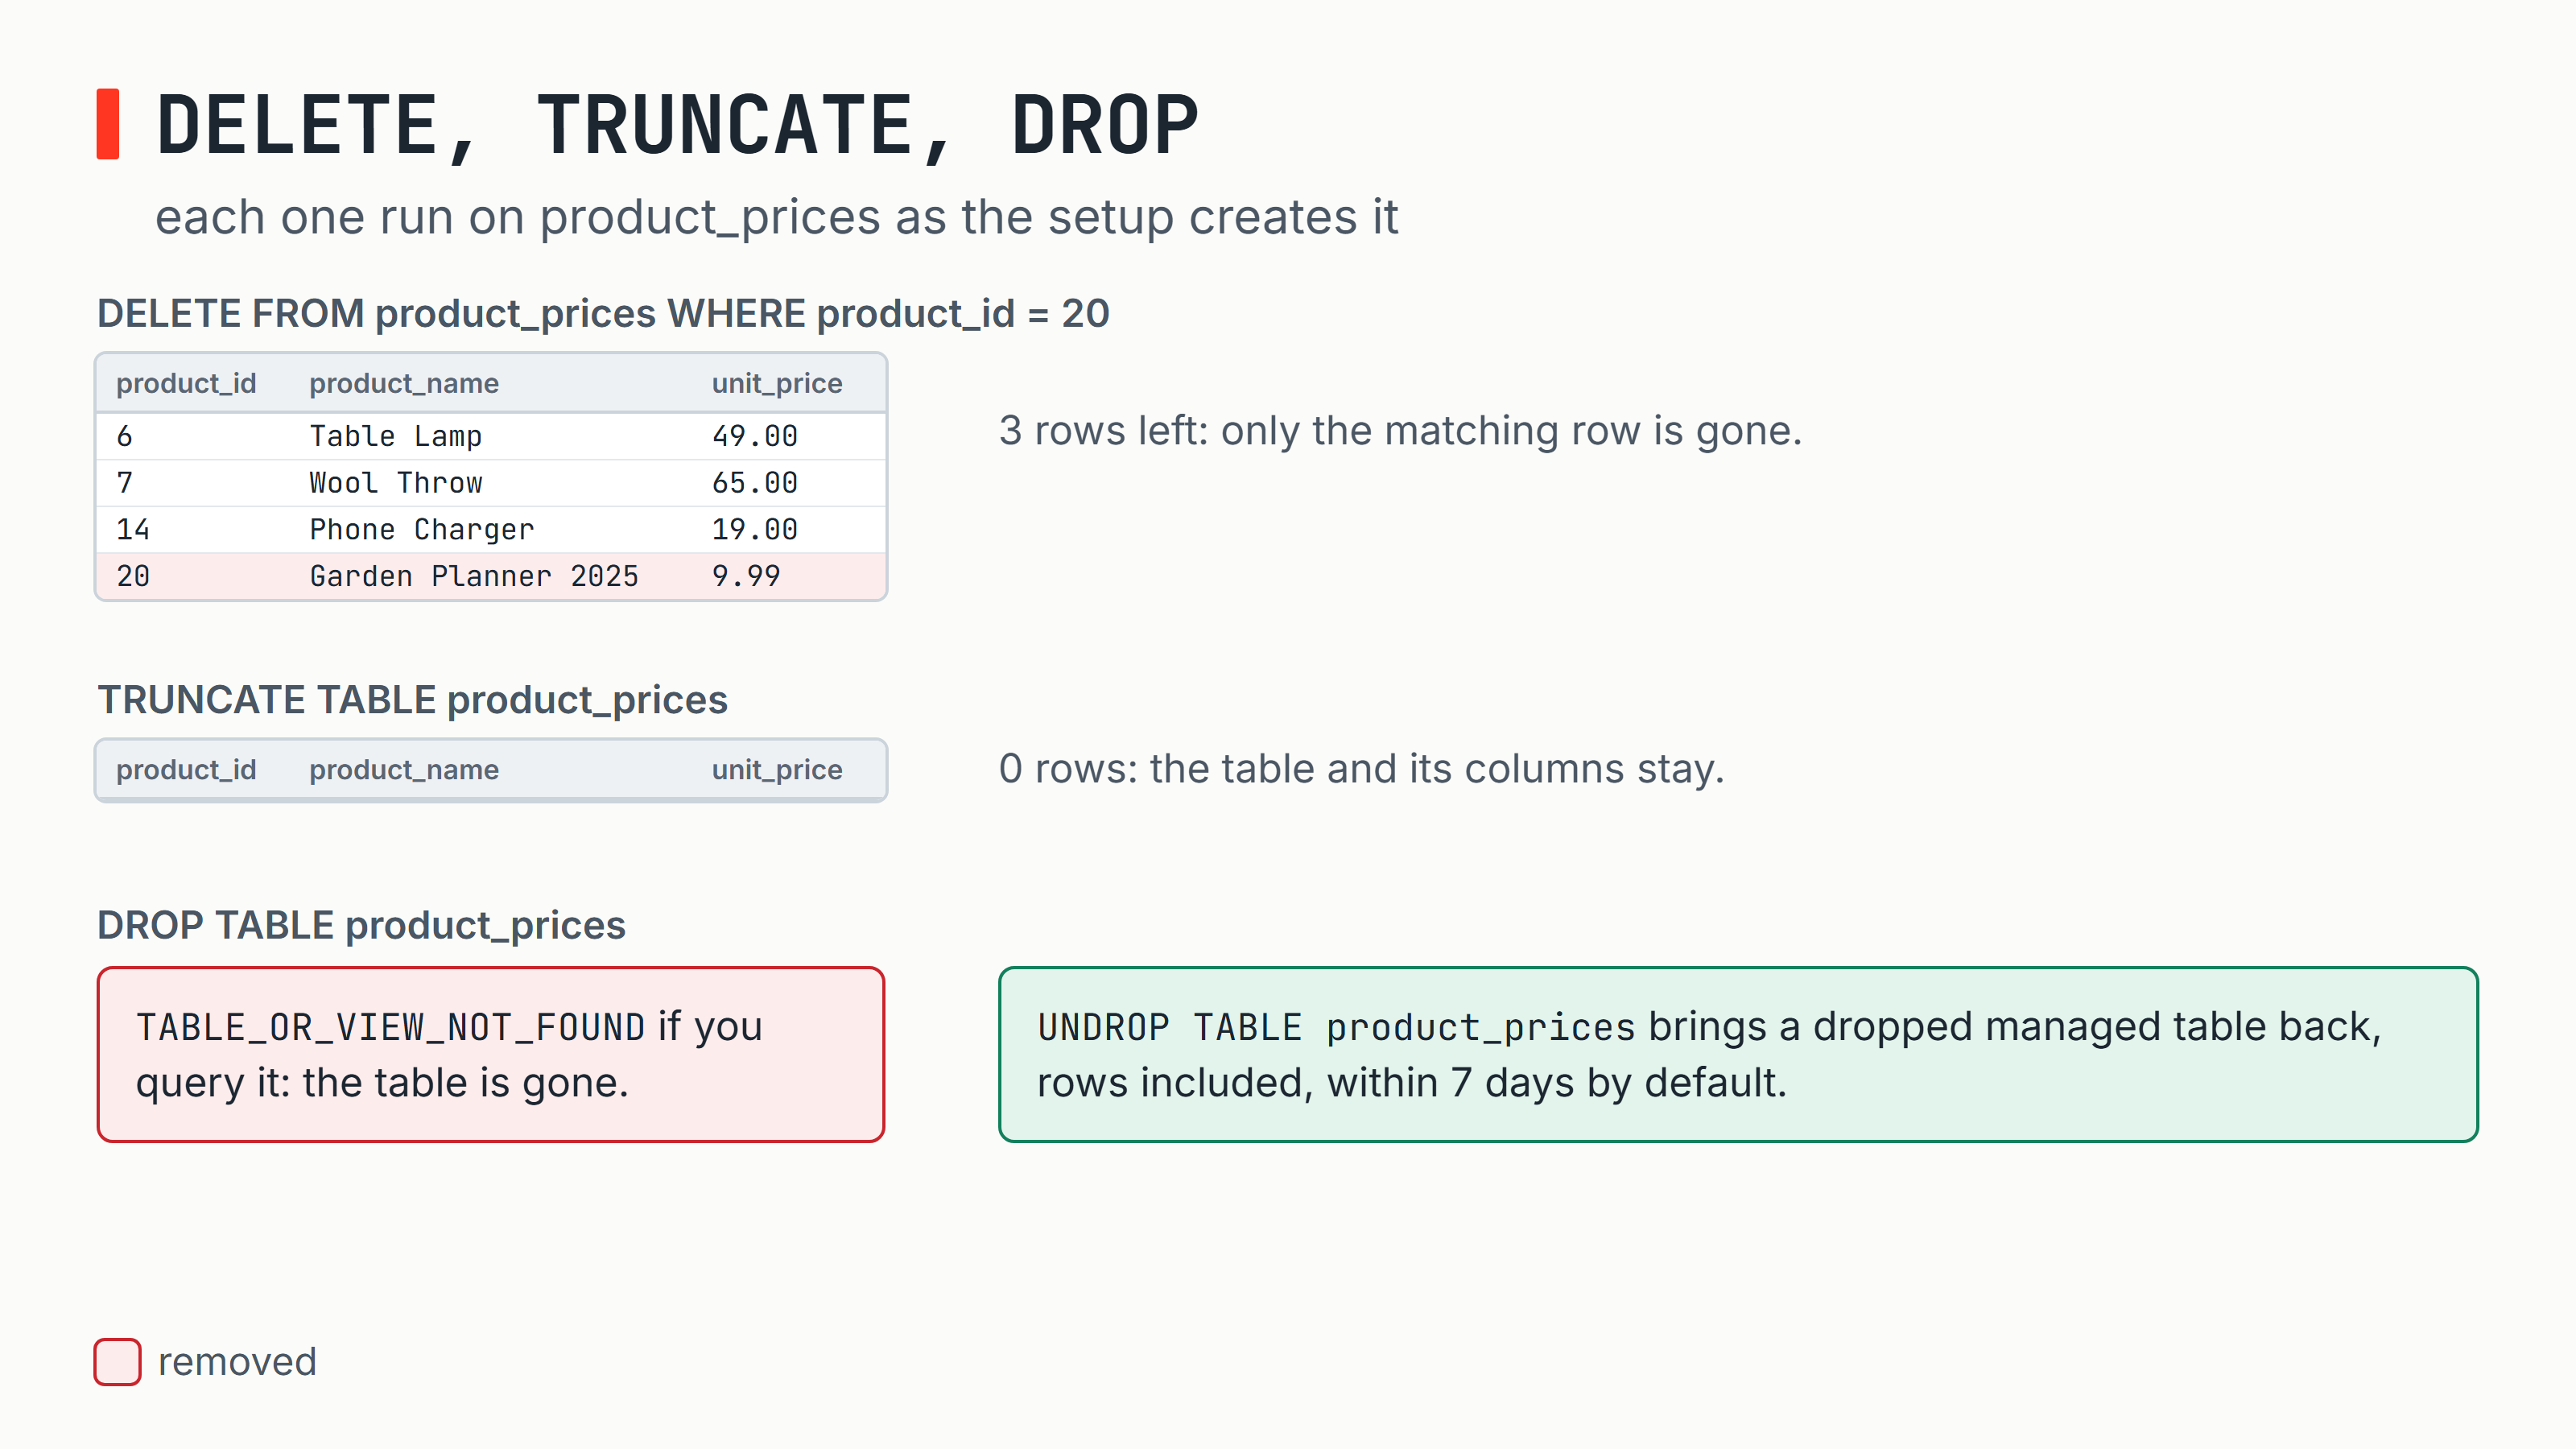 DELETE, TRUNCATE, DROP
each one run on product_prices as the setup creates it
DELETE FROM product_prices WHERE product_id = 20
product_id product_name unit_price
6 Table Lamp 49.00
7 Wool Throw 65.00
14 Phone Charger 19.00
20 Garden Planner 2025 9.99
3 rows left: only the matching row is gone.
TRUNCATE TABLE product_prices
product_id product_name unit_price
0 rows: the table and its columns stay.
DROP TABLE product_prices
TABLE_OR_VIEW_NOT_FOUND if you
query it: the table is gone.
UNDROP TABLE product_prices brings a dropped managed table back,
rows included, within 7 days by default.
removed